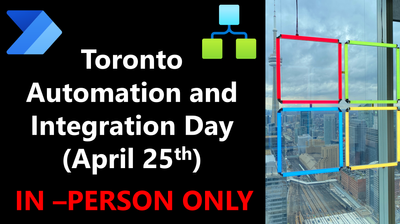 Toronto
Automation and
Integration Day
(April 25th)
IN –PERSON ONLY